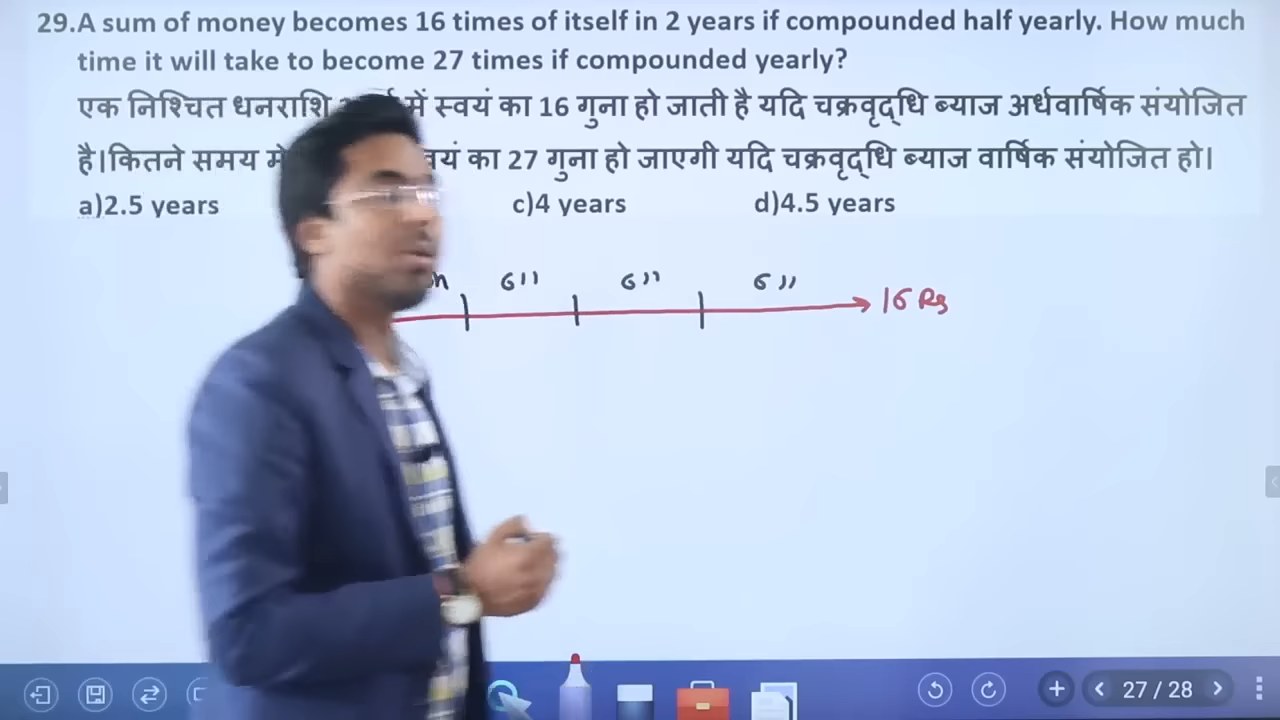 29.A sum of money becomes 16 times of itself in 2 years if compounded half yearly. How much
time it will take to become 27 times if compounded yearly?
एक निश्चित धनराशि में स्वयं का 16 गुना हो जाती है यदि चक्रवृद्धि ब्याज अर्धवार्षिक संयोजित
है।कितने समय का 27 गुना हो जाएगी यदि चक्रवृद्धि ब्याज वार्षिक संयोजित हो।
a)2.5 years c)4 years d)4.5 years
6 ,, 6 ,, 6 ,,
16 Rs
27 / 28